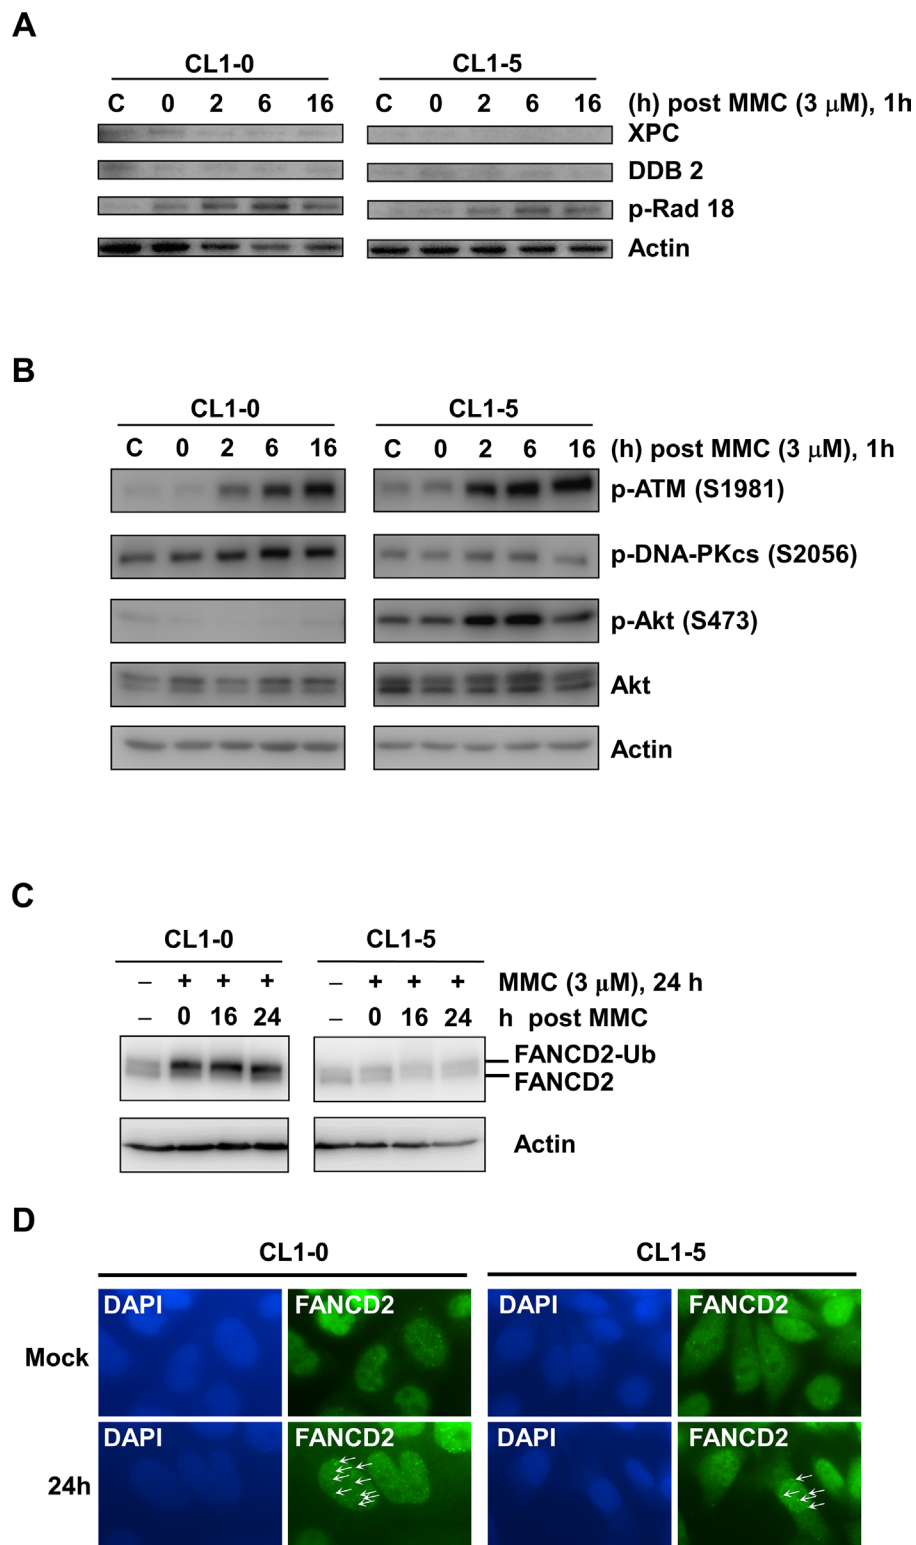 A
CL1-0 CL1-5
C 0 2 6 16 C 0 2 6 16 (h) post MMC (3 μM), 1h
XPC
DDB 2
p-Rad 18
Actin
B
CL1-0 CL1-5
C 0 2 6 16 C 0 2 6 16 (h) post MMC (3 μM), 1h
p-ATM (S1981)
p-DNA-PKcs (S2056)
p-Akt (S473)
Akt
Actin
C
CL1-0 CL1-5
– + + + – + + + MMC (3 μM), 24 h
– 0 16 24 – 0 16 24 h post MMC
FANCD2-Ub
FANCD2
Actin
D
CL1-0 CL1-5
DAPI FANCD2 DAPI FANCD2
Mock
DAPI FANCD2 DAPI FANCD2
24h